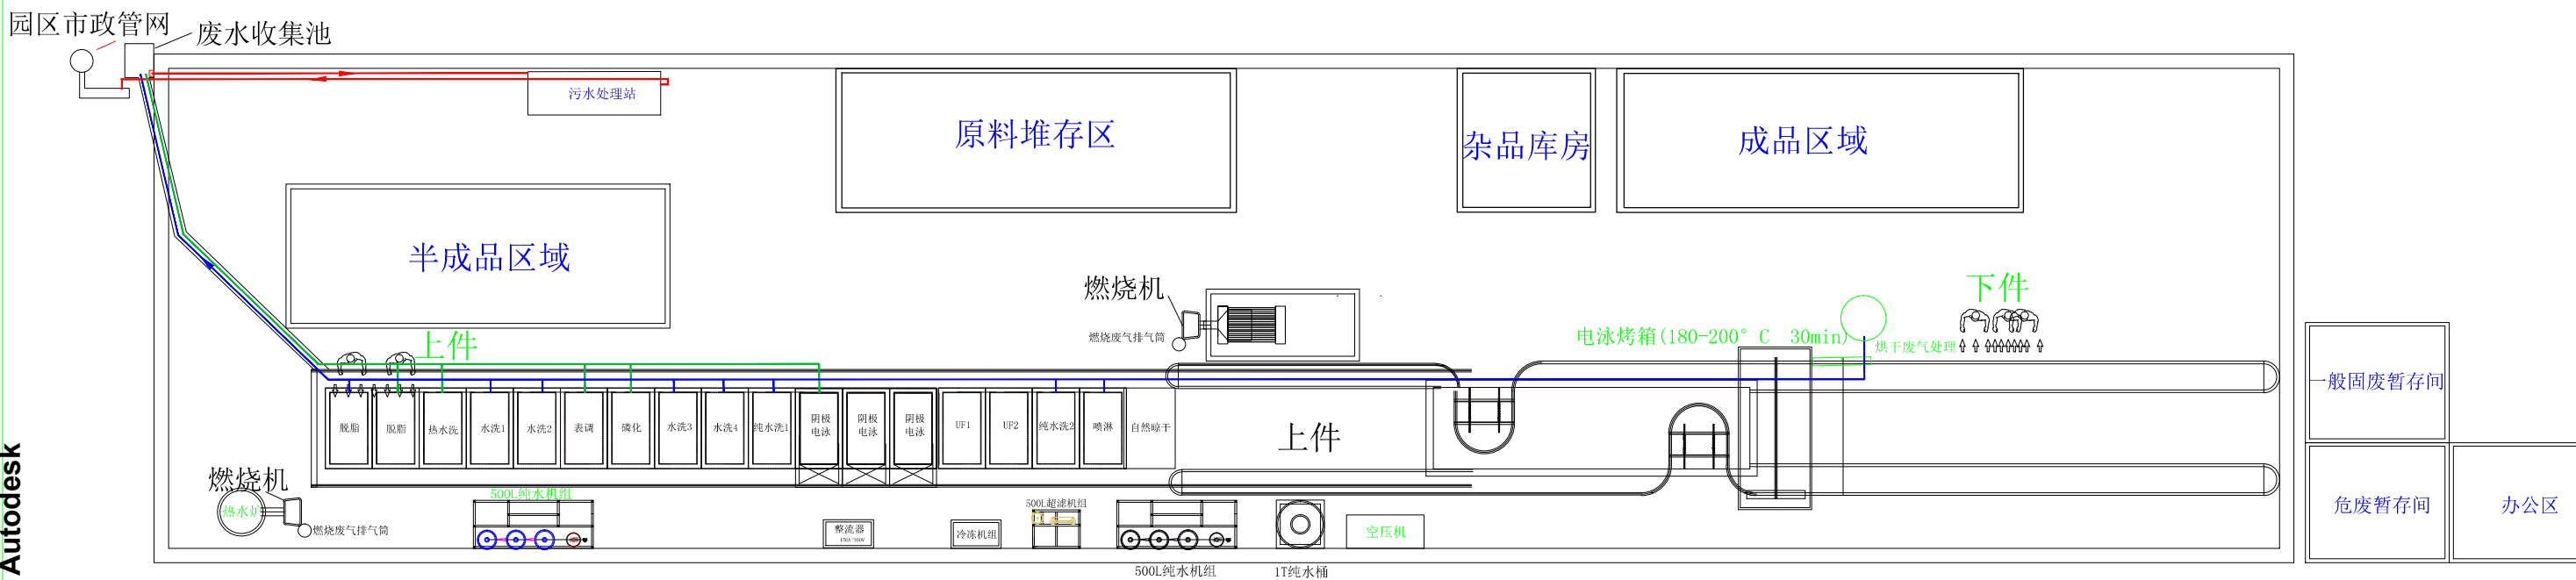 园区市政管网
废水收集池
污水处理站
原料堆存区
杂品库房
成品区域
半成品区域
燃烧机
燃烧废气排气筒
下件
电泳烤箱(180-200°C 30min)
烘干废气处理
上件
一般固废暂存间
脱脂
脱脂
热水洗
水洗1
水洗2
表调
磷化
水洗3
水洗4
纯水洗1
阴极
电泳
阴极
电泳
阴极
电泳
UF1
UF2
纯水洗2
喷淋
自然晾干
上件
燃烧机
热水炉
燃烧废气排气筒
500L纯水机组
整流器
冷冻机组
500L超滤机组
500L纯水机组
1T纯水桶
空压机
危废暂存间
办公区
Autodesk